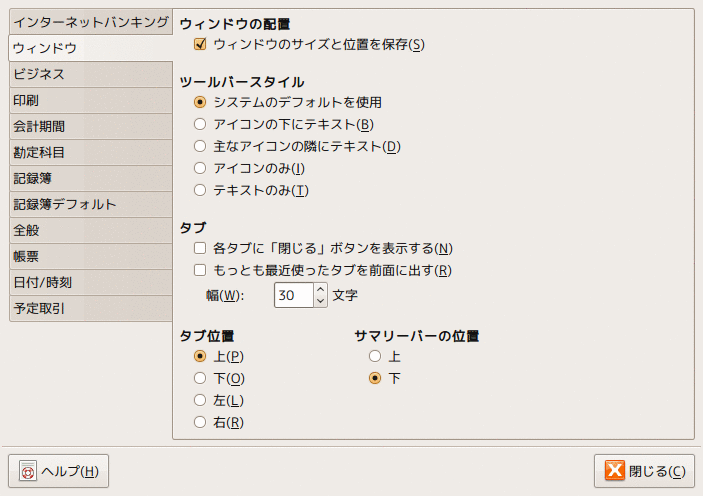 インターネットバンキング
ウィンドウ
ビジネス
印刷
会計期間
勘定科目
記録簿
記録簿デフォルト
全般
帳票
日付/時刻
予定取引
ウィンドウの配置
ウィンドウのサイズと位置を保存(S)
ツールバースタイル
システムのデフォルトを使用
アイコンの下にテキスト(B)
主なアイコンの隣にテキスト(D)
アイコンのみ(I)
テキストのみ(T)
タブ
各タブに「閉じる」ボタンを表示する(N)
もっとも最近使ったタブを前面に出す(R)
幅(W): 30 文字
タブ位置
上(P)
下(O)
左(L)
右(R)
サマリーバーの位置
上
下
ヘルプ(H)
閉じる(C)